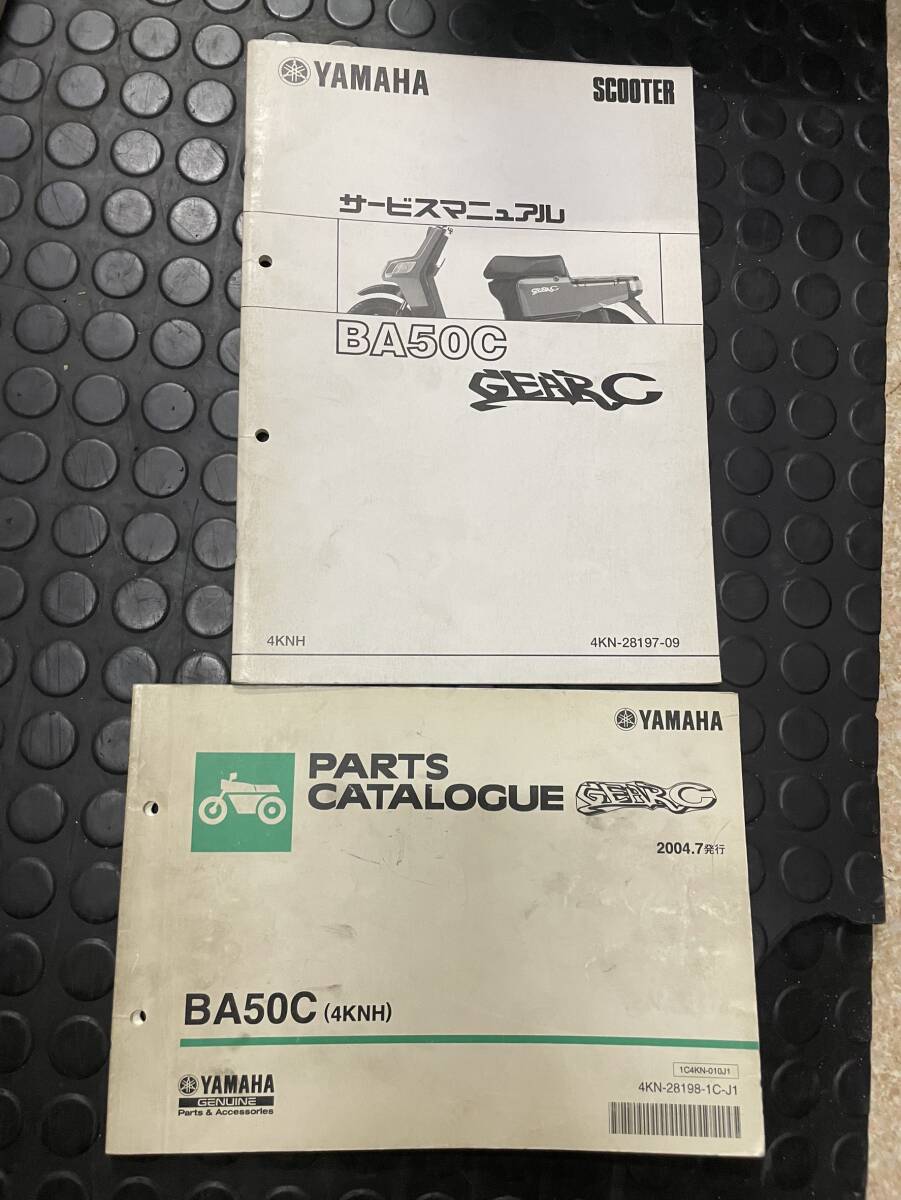 YAMAHA SCOOTER
サービスマニュアル
GEAR C
BA50C
GEAR C
4KNH 4KN-28197-09
YAMAHA
PARTS
CATALOGUE GEAR C
2004.7発行
BA50C (4KNH)
1C4KN-010J1
YAMAHA
4KN-28198-1C-J1
GENUINE
Parts & Accessories